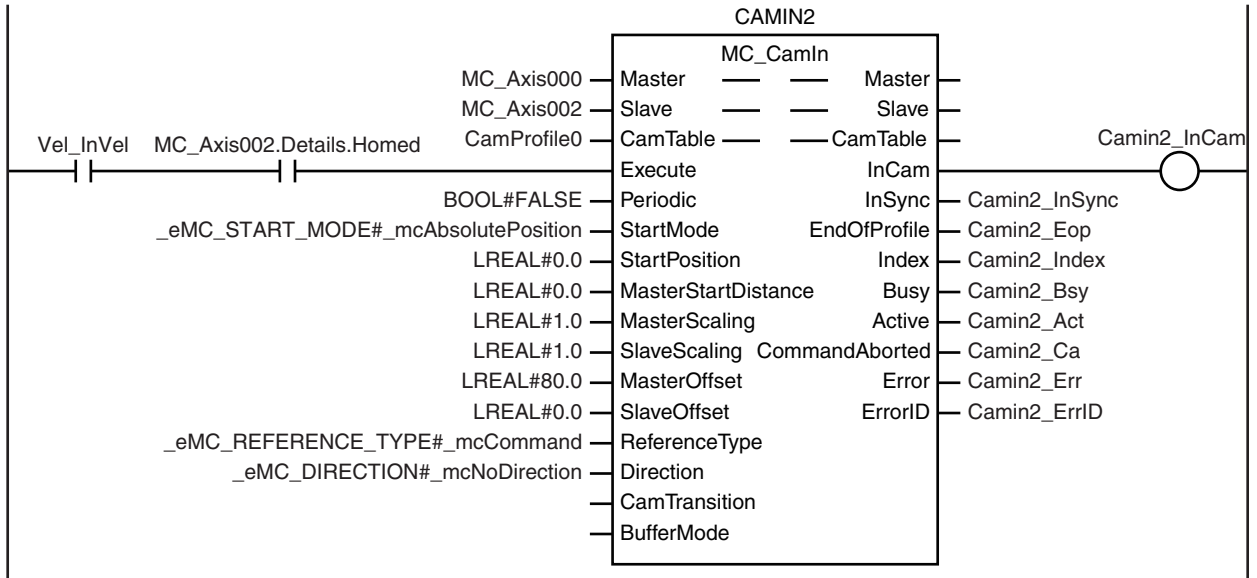 CAMIN2
MC_CamIn
MC_Axis000 Master Master
MC_Axis002 Slave Slave
CamProfile0 CamTable CamTable
Vel_InVel MC_Axis002.Details.Homed Execute InCam Camin2_InCam
BOOL#FALSE Periodic InSync Camin2_InSync
_eMC_START_MODE#_mcAbsolutePosition StartMode EndOfProfile Camin2_Eop
LREAL#0.0 StartPosition Index Camin2_Index
LREAL#0.0 MasterStartDistance Busy Camin2_Bsy
LREAL#1.0 MasterScaling Active Camin2_Act
LREAL#1.0 SlaveScaling CommandAborted Camin2_Ca
LREAL#80.0 MasterOffset Error Camin2_Err
LREAL#0.0 SlaveOffset ErrorID Camin2_ErrID
_eMC_REFERENCE_TYPE#_mcCommand ReferenceType
_eMC_DIRECTION#_mcNoDirection Direction
CamTransition
BufferMode